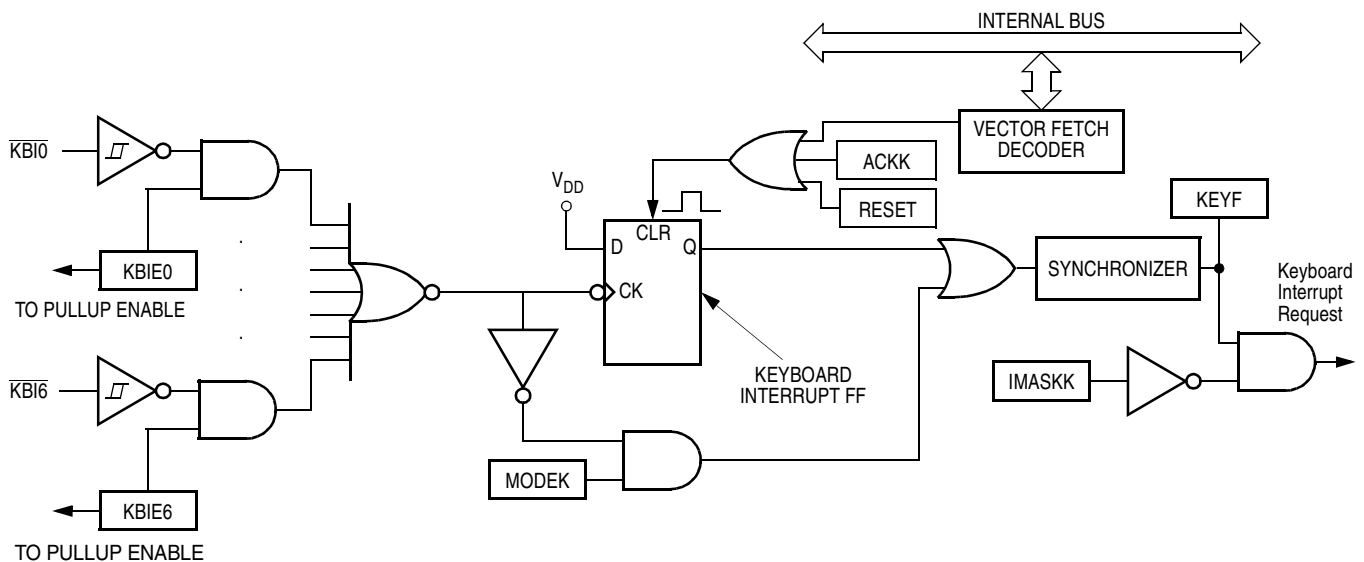 INTERNAL BUS
KBI0
VECTOR FETCH
DECODER
ACKK
VDD
RESET
KEYF
CLR
D
Q
KBIE0
CK
SYNCHRONIZER
Keyboard
Interrupt
Request
TO PULLUP ENABLE
KBI6
KEYBOARD
INTERRUPT FF
IMASKK
MODEK
KBIE6
TO PULLUP ENABLE